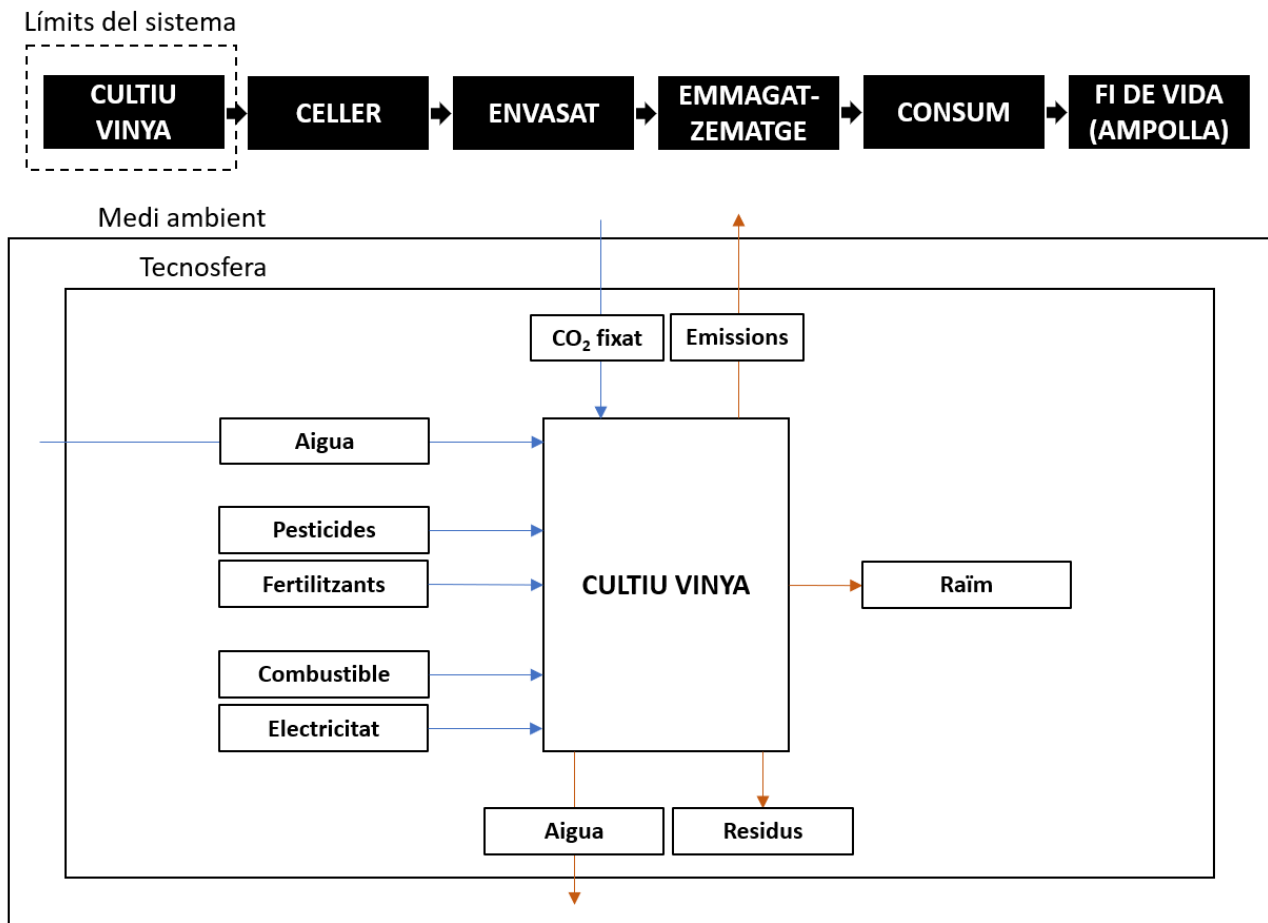 Límits del sistema
CULTIU
VINYA
CELLER
ENVASAT
EMMAGAT-
ZEMATGE
CONSUM
FI DE VIDA
(AMPOLLA)
Medi ambient
Tecnosfera
CO₂ fixat
Emissions
Aigua
Pesticides
Fertilitzants
CULTIU VINYA
Raïm
Combustible
Electricitat
Aigua
Residus